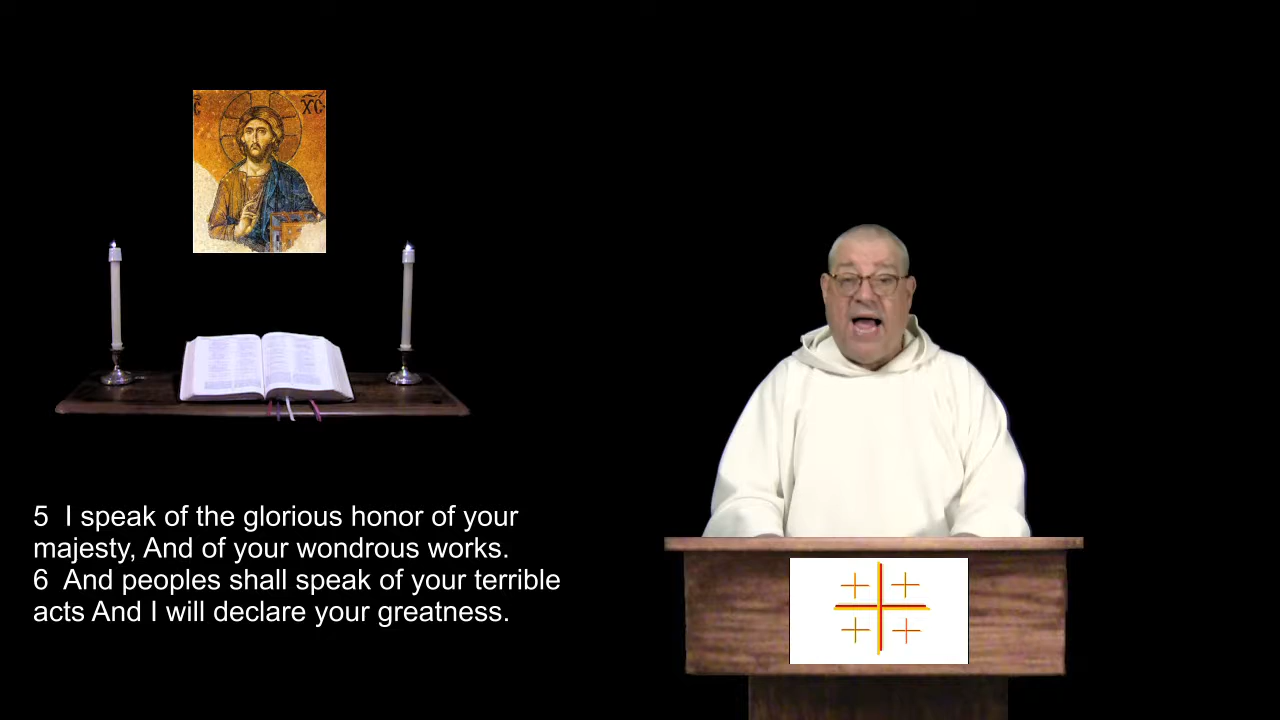 XC
5 I speak of the glorious honor of your
majesty, And of your wondrous works.
6 And peoples shall speak of your terrible
acts And I will declare your greatness.